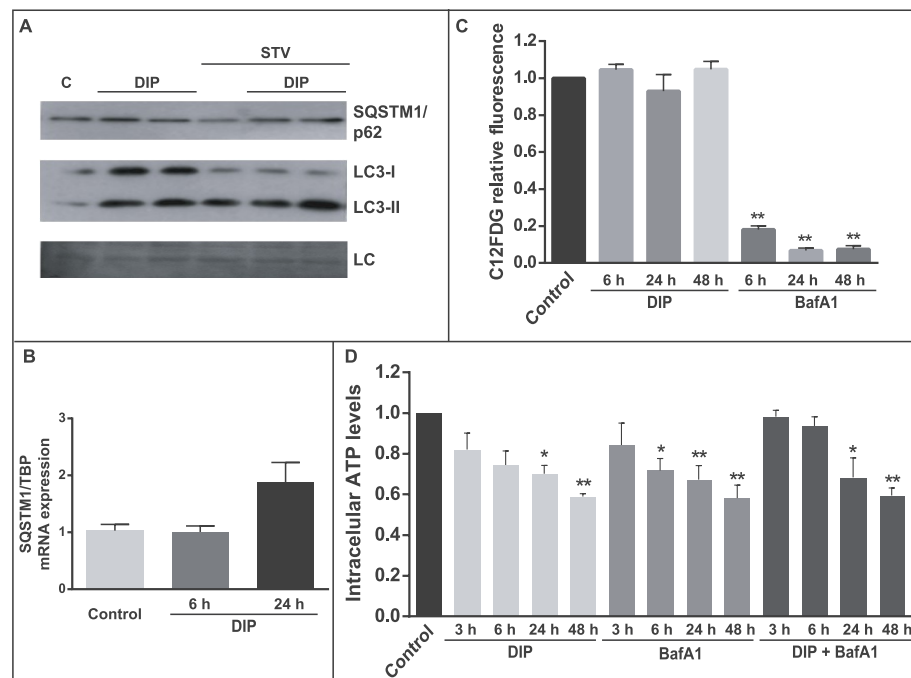 A
STV
C DIP DIP
SQSTM1/
p62
LC3-I
LC3-II
LC
B
SQSTM1/TBP
mRNA expression
3
2
1
0
Control 6 h 24 h
DIP
C
C12FDG relative fluorescence
1.2
1.0
0.8
0.6
0.4
0.2
0.0
** ** **
Control 6 h 24 h 48 h 6 h 24 h 48 h
DIP BafA1
D
Intracelular ATP levels
1.2
1.0
0.8
0.6
0.4
0.2
0.0
* ** * ** ** * **
Control 3 h 6 h 24 h 48 h 3 h 6 h 24 h 48 h 3 h 6 h 24 h 48 h
DIP BafA1 DIP + BafA1